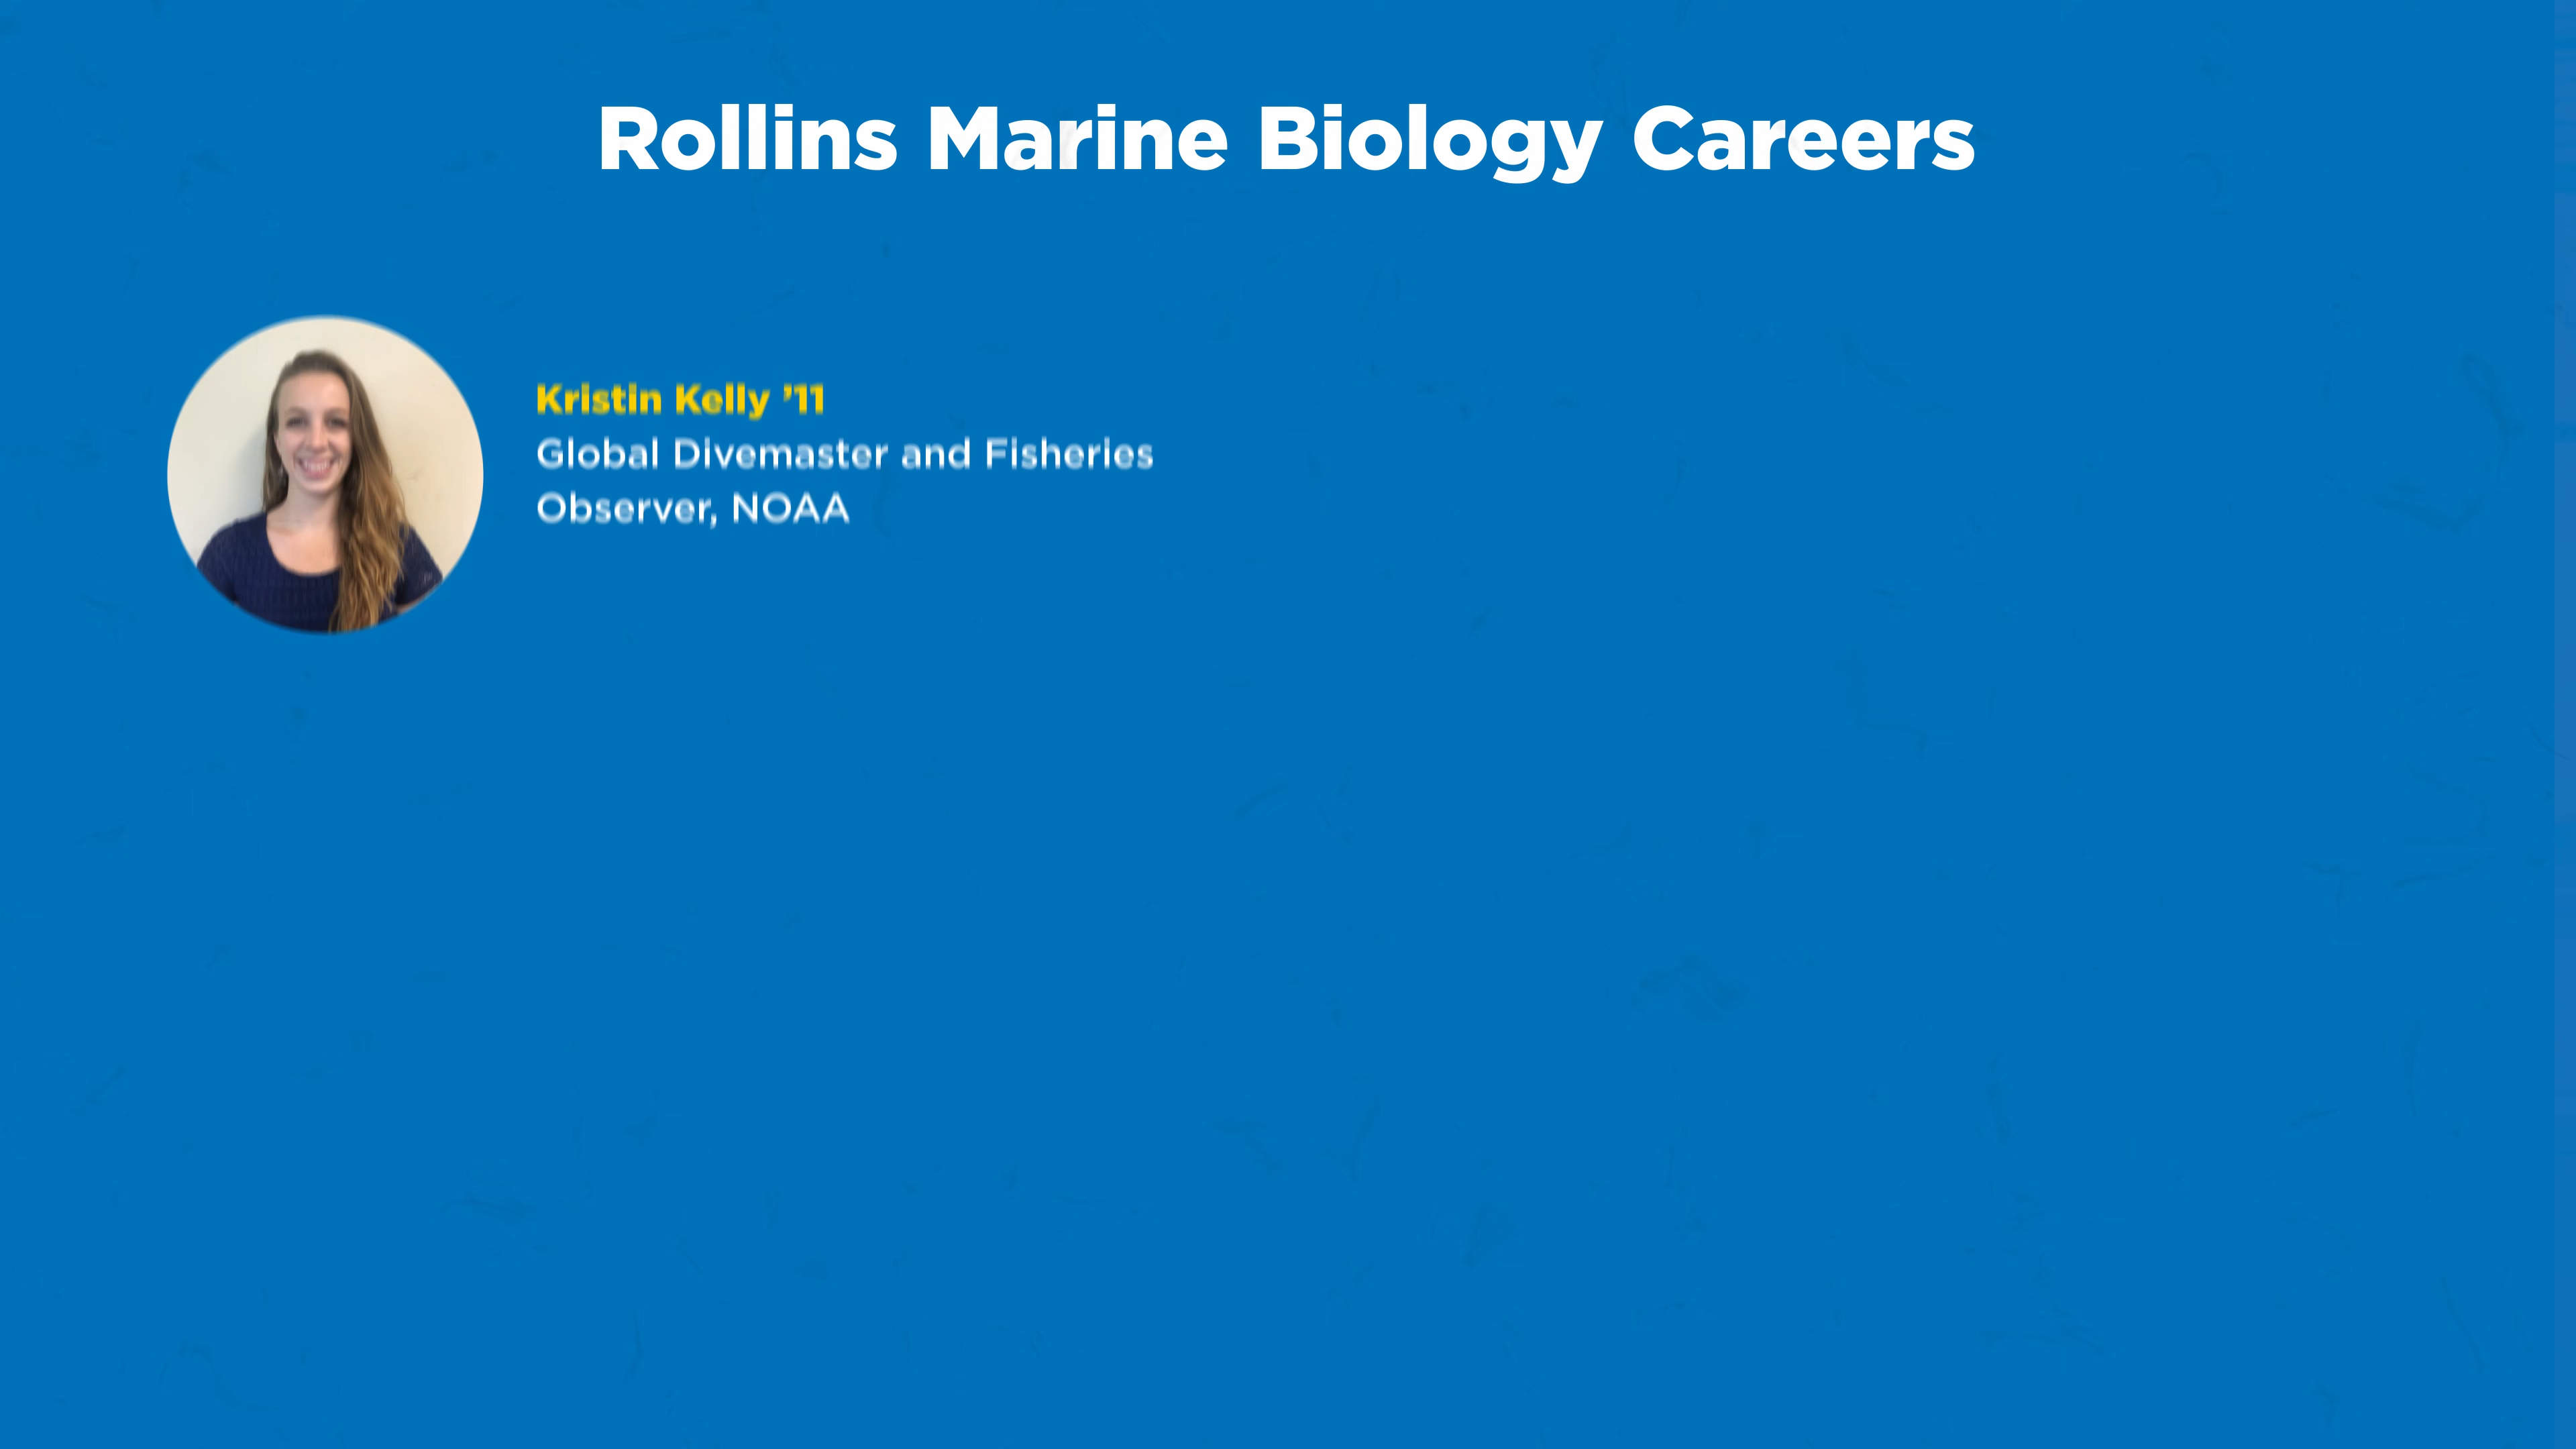 Rollins Marine Biology Careers
Kristin Kelly ’11
Global Divemaster and Fisheries
Observer, NOAA